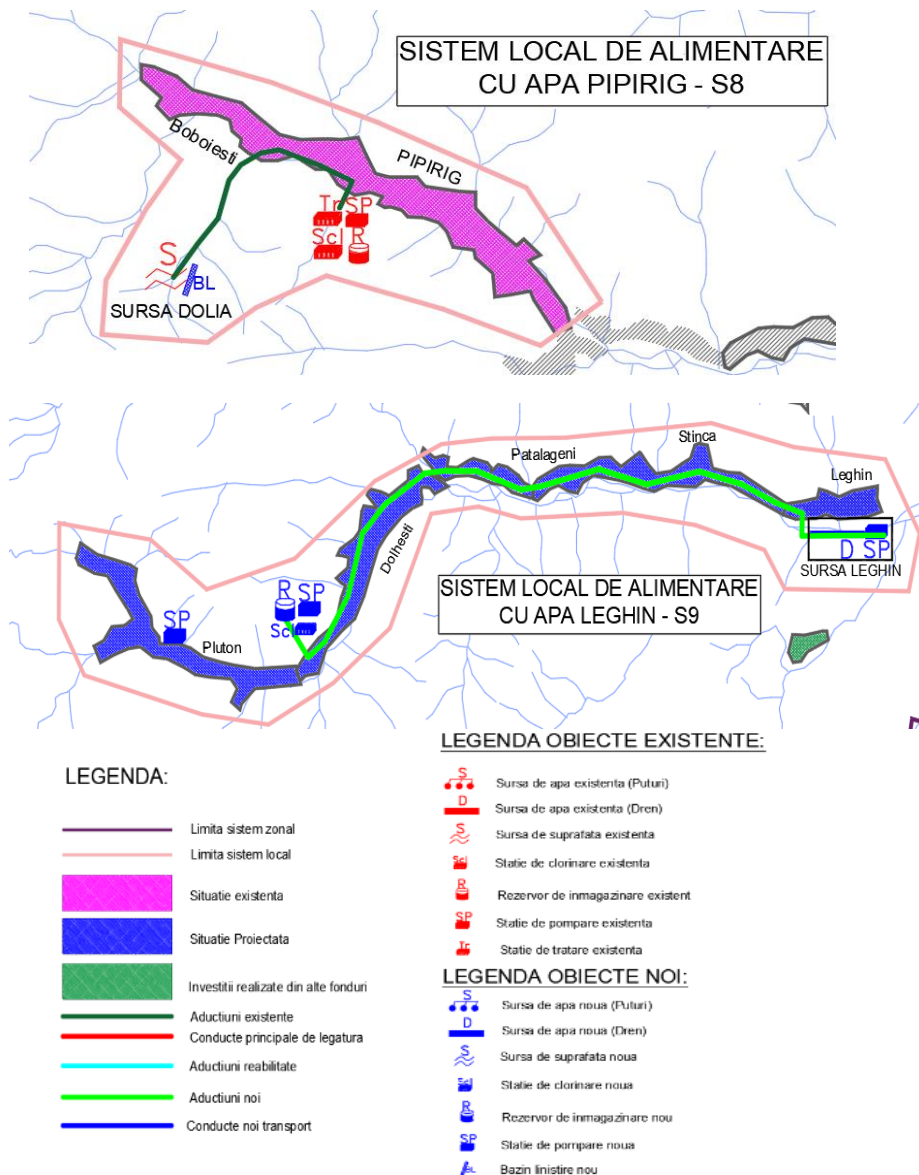 SISTEM LOCAL DE ALIMENTARE
CU APA PIPIRIG - S8
Boboiesti
PIPIRIG
Tr SP
Scl R
S
BL
SURSA DOLIA
Stinca
Patalageni
Leghin
Dolhesti
D SP
SURSA LEGHIN
SISTEM LOCAL DE ALIMENTARE
CU APA LEGHIN - S9
R SP
Scl
SP
Pluton
LEGENDA:
Limita sistem zonal
Limita sistem local
Situatie existenta
Situatie Proiectata
Investitii realizate din alte fonduri
Aductiuni existente
Conducte principale de legatura
Aductiuni reabilitate
Aductiuni noi
Conducte noi transport
LEGENDA OBIECTE EXISTENTE:
S Sursa de apa existenta (Puturi)
D Sursa de apa existenta (Dren)
S Sursa de suprafata existenta
Scl Statie de clorinare existenta
R Rezervor de inmagazinare existent
SP Statie de pompare existenta
Tr Statie de tratare existenta
LEGENDA OBIECTE NOI:
S Sursa de apa noua (Puturi)
D Sursa de apa noua (Dren)
S Sursa de suprafata noua
Scl Statie de clorinare noua
R Rezervor de inmagazinare nou
SP Statie de pompare noua
BL Bazin linistire nou